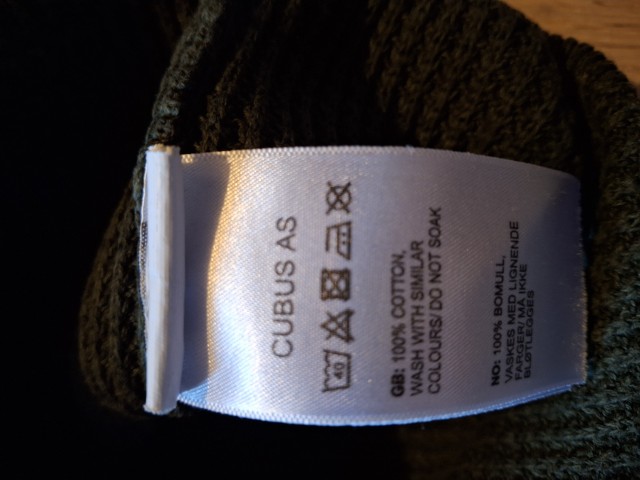 CUBUS AS
40
GB: 100% COTTON,
WASH WITH SIMILAR
COLOURS/ DO NOT SOAK
NO: 100% BOMULL,
VASKES MED LIGNENDE
FARGER/ MÅ IKKE
BLØTLEGGES